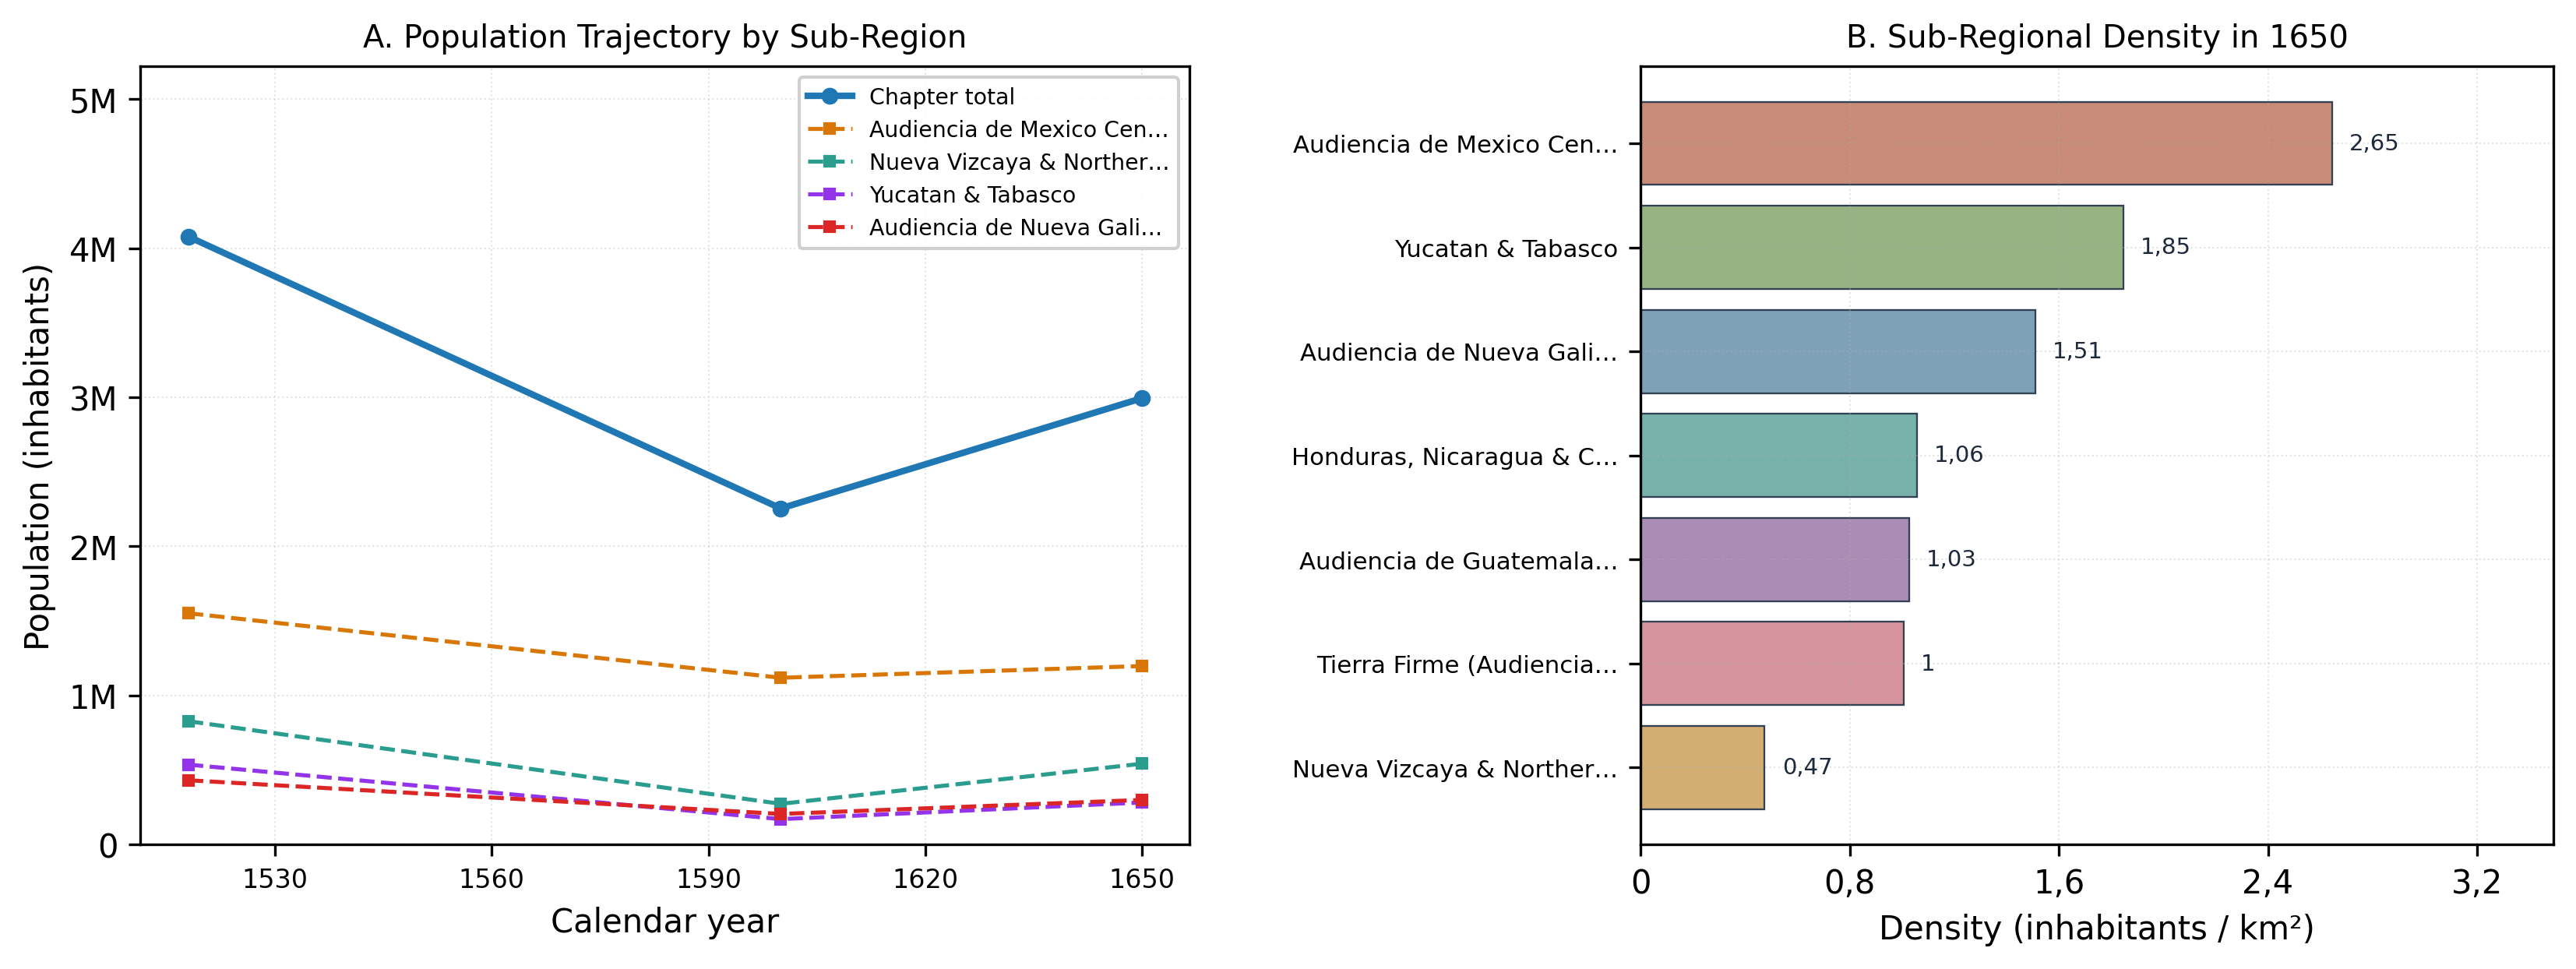 A. Population Trajectory by Sub-Region
Population (inhabitants)
5M
4M
3M
2M
1M
0
1530
1560
1590
1620
1650
Calendar year
Chapter total
Audiencia de Mexico Cen…
Nueva Vizcaya & Norther…
Yucatan & Tabasco
Audiencia de Nueva Gali…
B. Sub-Regional Density in 1650
Audiencia de Mexico Cen…
2,65
Yucatan & Tabasco
1,85
Audiencia de Nueva Gali…
1,51
Honduras, Nicaragua & C…
1,06
Audiencia de Guatemala…
1,03
Tierra Firme (Audiencia…
1
Nueva Vizcaya & Norther…
0,47
0
0,8
1,6
2,4
3,2
Density (inhabitants / km²)